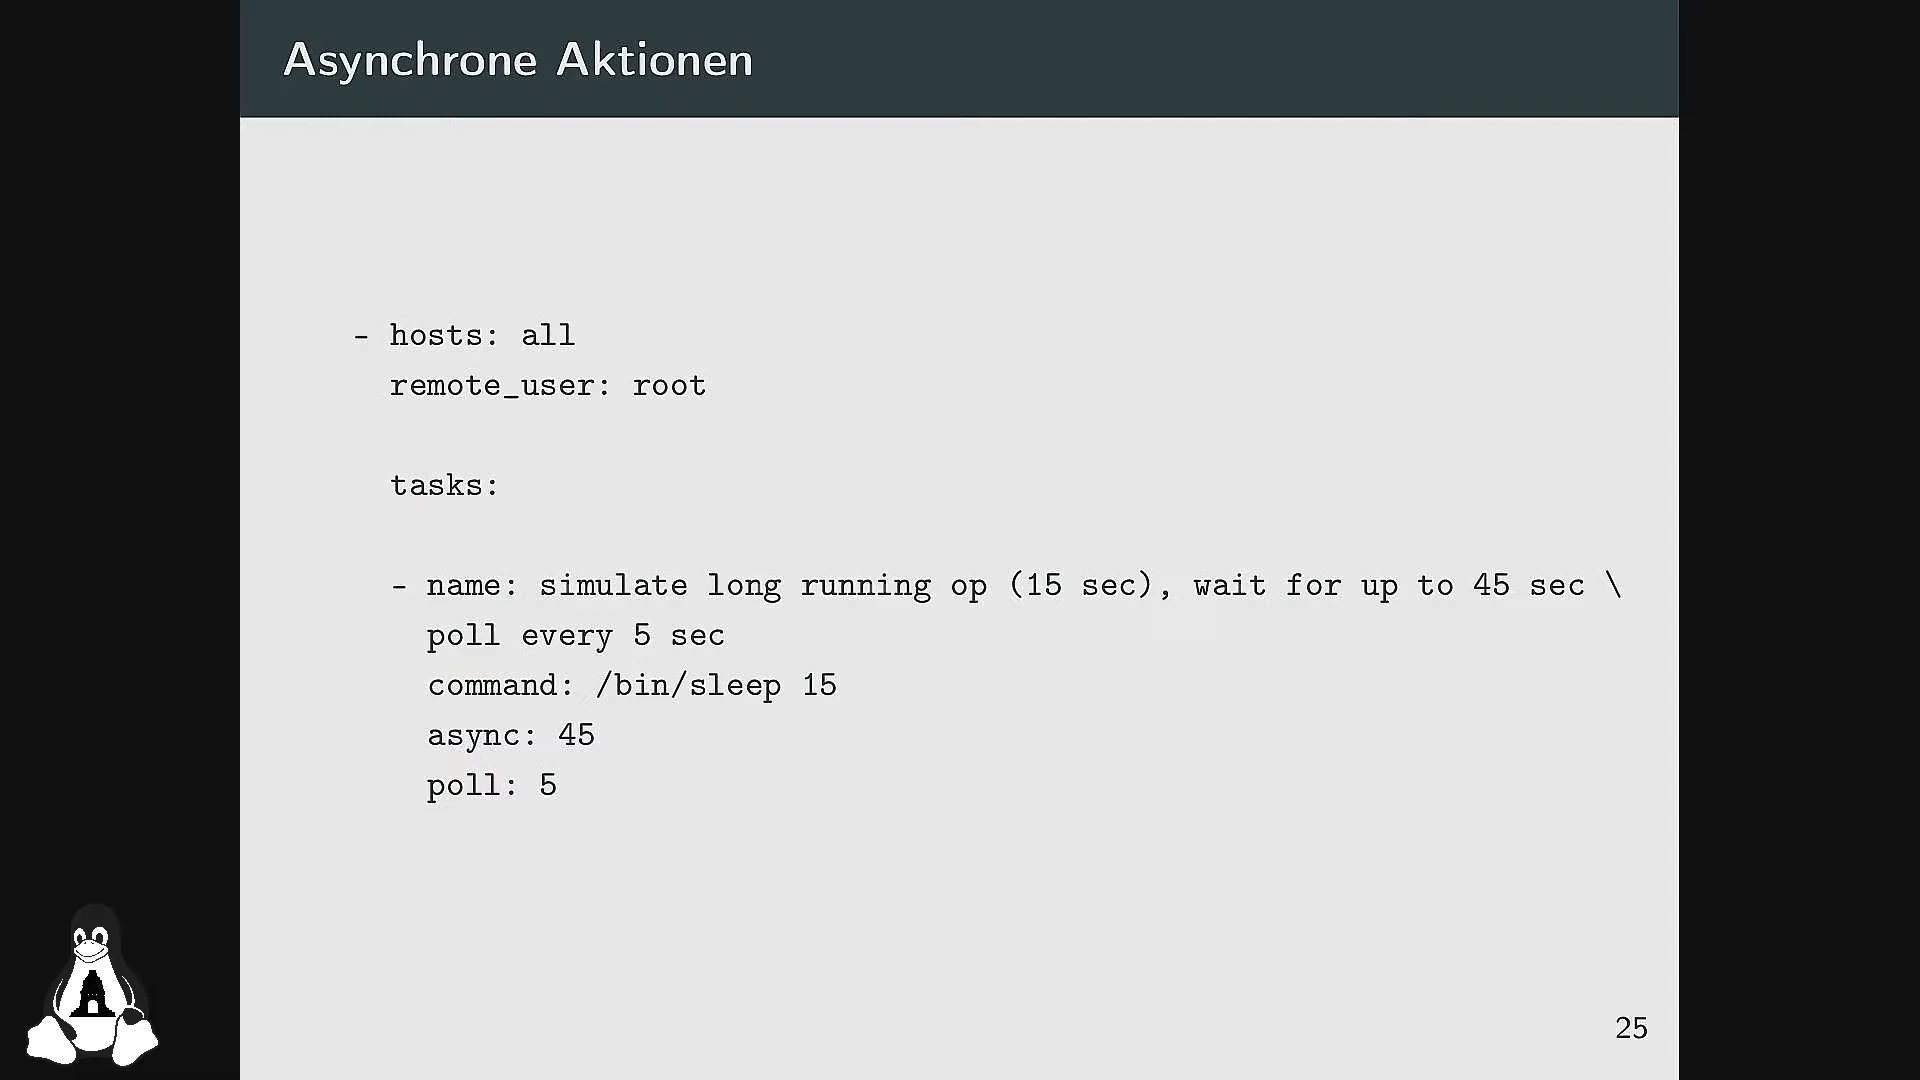 Asynchrone Aktionen
- hosts: all
remote_user: root
tasks:
- name: simulate long running op (15 sec), wait for up to 45 sec \
poll every 5 sec
command: /bin/sleep 15
async: 45
poll: 5
25